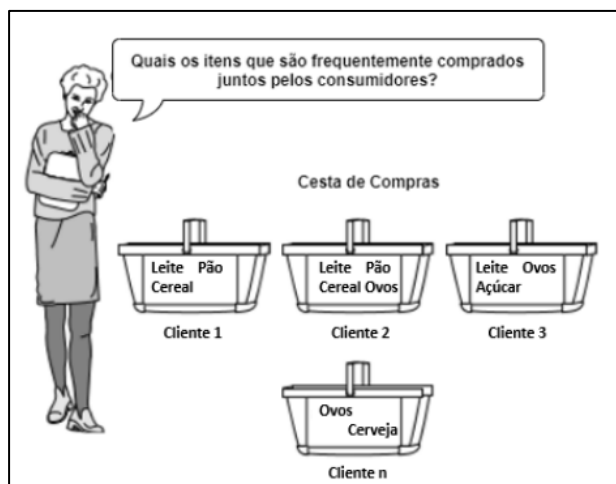 Quais os itens que são frequentemente comprados
juntos pelos consumidores?
Cesta de Compras
Leite Pão
Cereal
Cliente 1
Leite Pão
Cereal Ovos
Cliente 2
Leite Ovos
Açúcar
Cliente 3
Ovos
Cerveja
Cliente n